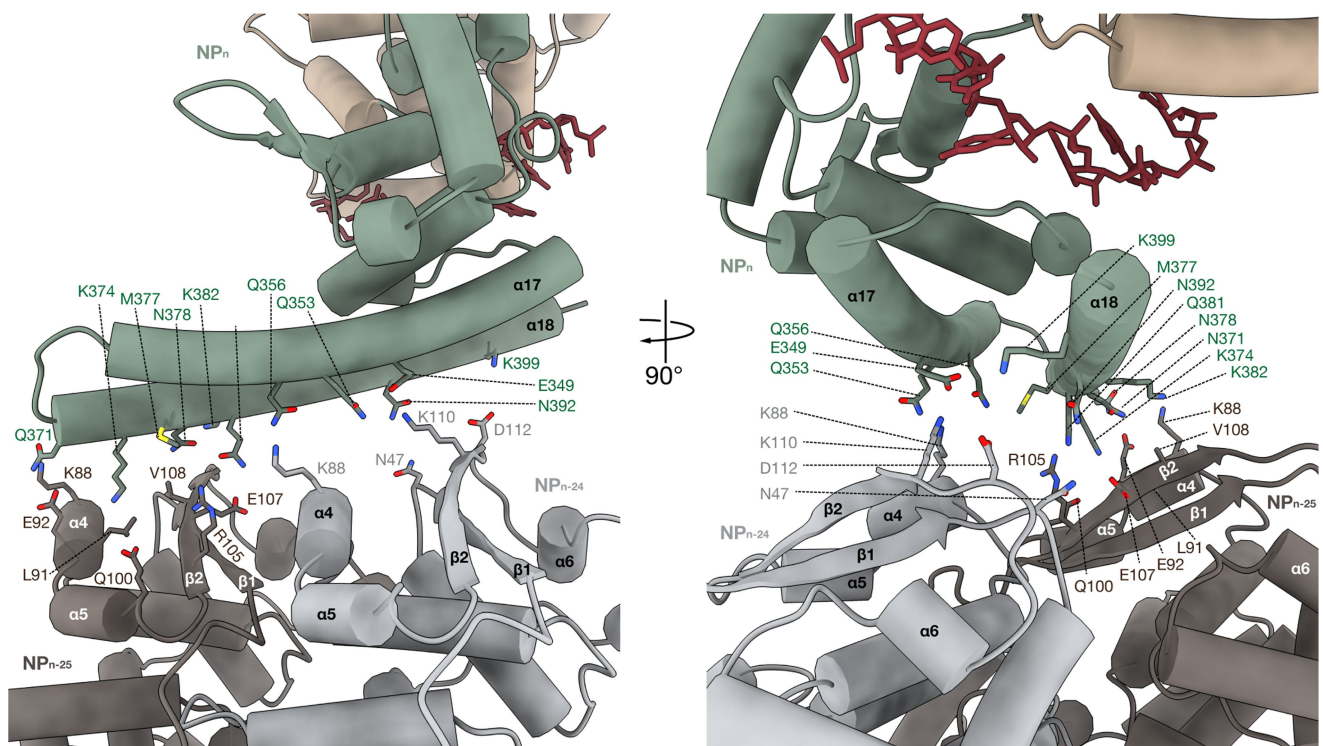 NPn
K374
M377
N378
K382
Q356
Q353
α17
α18
K399
E349
N392
Q371
K88
V108
E92
α4
L91
Q100
R105
E107
β2
β1
α5
NPn-25
K88
N47
K110
D112
NPn-24
α4
α5
β2
β1
α6
90°
NPn
α17
α18
K399
M377
N392
Q381
N378
N371
K374
K382
Q356
E349
Q353
K88
K110
D112
N47
NPn-24
β2
α4
β1
α5
α6
R105
K88
V108
β2
α4
β1
α5
NPn-25
L91
E92
E107
Q100
α6